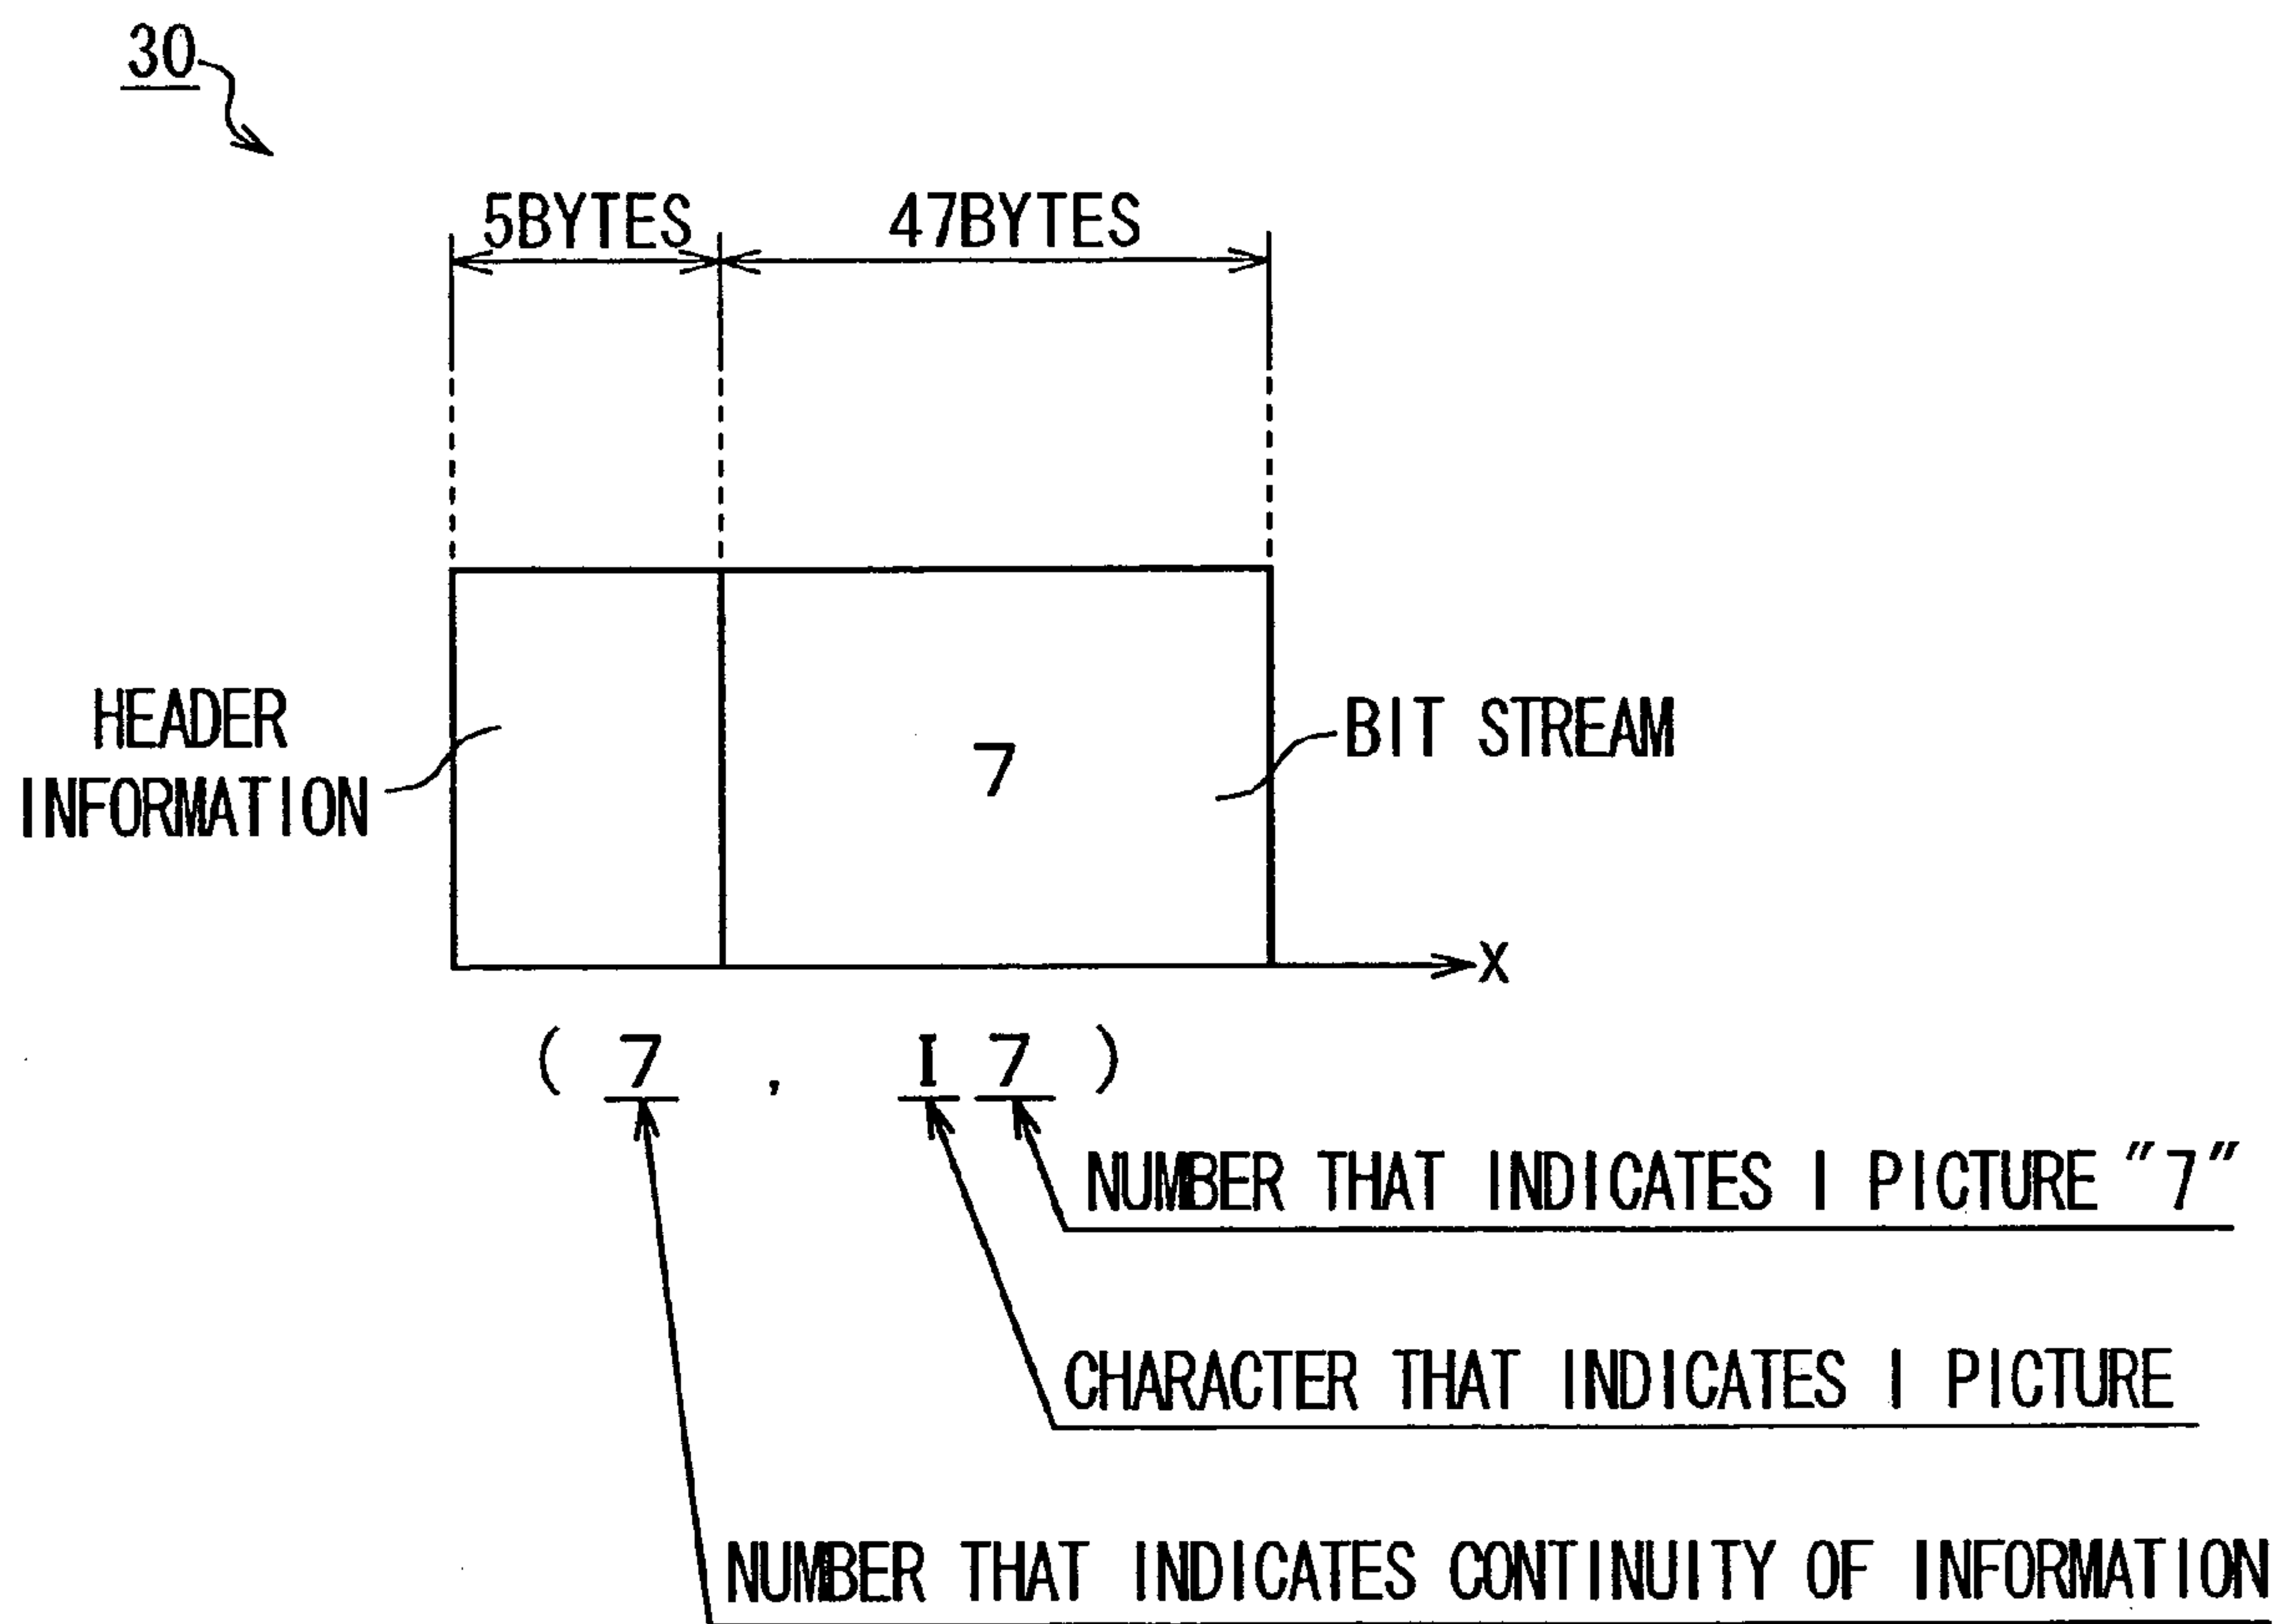 30
5BYTES 47BYTES
HEADER
INFORMATION
7
BIT STREAM
X
( 7 , I 7 )
NUMBER THAT INDICATES I PICTURE "7"
CHARACTER THAT INDICATES I PICTURE
NUMBER THAT INDICATES CONTINUITY OF INFORMATION